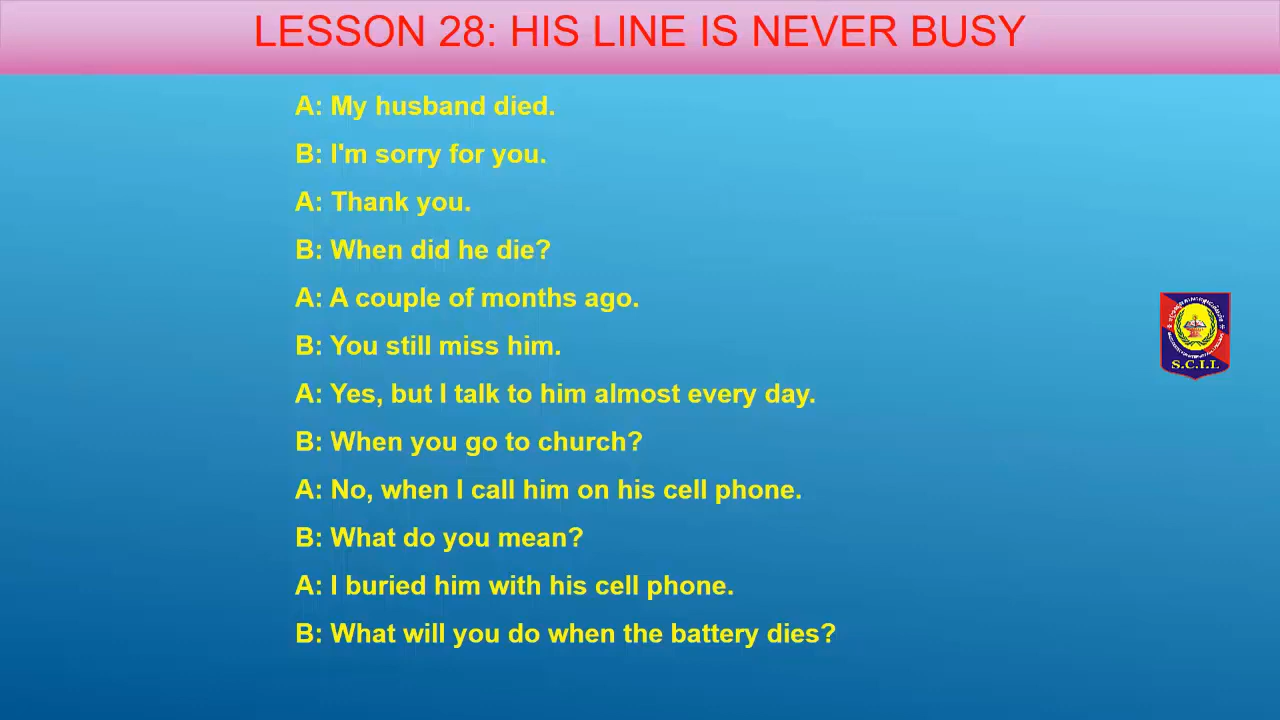 LESSON 28: HIS LINE IS NEVER BUSY
A: My husband died.
B: I'm sorry for you.
A: Thank you.
B: When did he die?
A: A couple of months ago.
B: You still miss him.
A: Yes, but I talk to him almost every day.
B: When you go to church?
A: No, when I call him on his cell phone.
B: What do you mean?
A: I buried him with his cell phone.
B: What will you do when the battery dies?
S.C.I.L